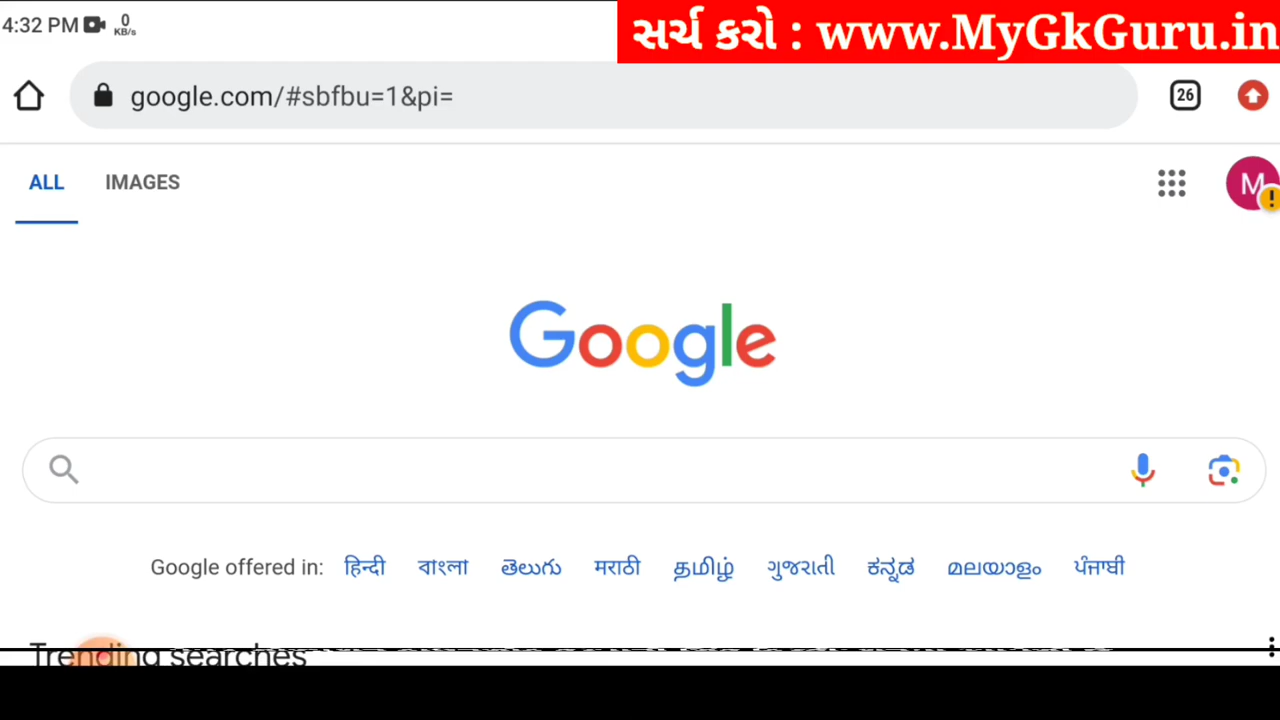 4:32 PM 0 KB/s
સર્ચ કરો : www.MyGkGuru.in
google.com/#sbfbu=1&pi=
26
ALL IMAGES
M
Google
Google offered in: हिन्दी বাংলা తెలుగు मराठी தமிழ் ગુજરાતી ಕನ್ನಡ മലയാളം ਪੰਜਾਬੀ
Trending searches